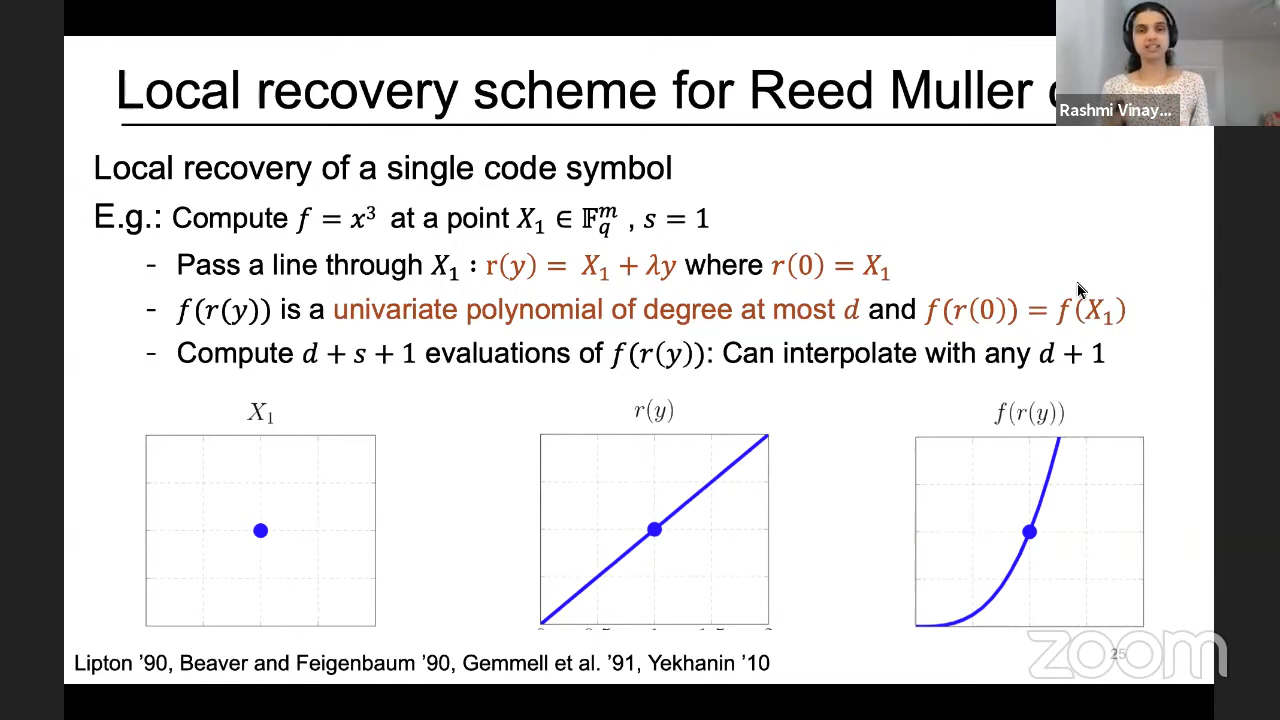 Local recovery scheme for Reed Muller
Rashmi Vinay...
Local recovery of a single code symbol
E.g.: Compute f = x³ at a point X₁ ∈ 𝔽_q^m , s = 1
- Pass a line through X₁ : r(y) = X₁ + λy where r(0) = X₁
- f(r(y)) is a univariate polynomial of degree at most d and f(r(0)) = f(X₁)
- Compute d + s + 1 evaluations of f(r(y)): Can interpolate with any d + 1
X₁ r(y) f(r(y))
Lipton ’90, Beaver and Feigenbaum ’90, Gemmell et al. ’91, Yekhanin ’10
25
zoom